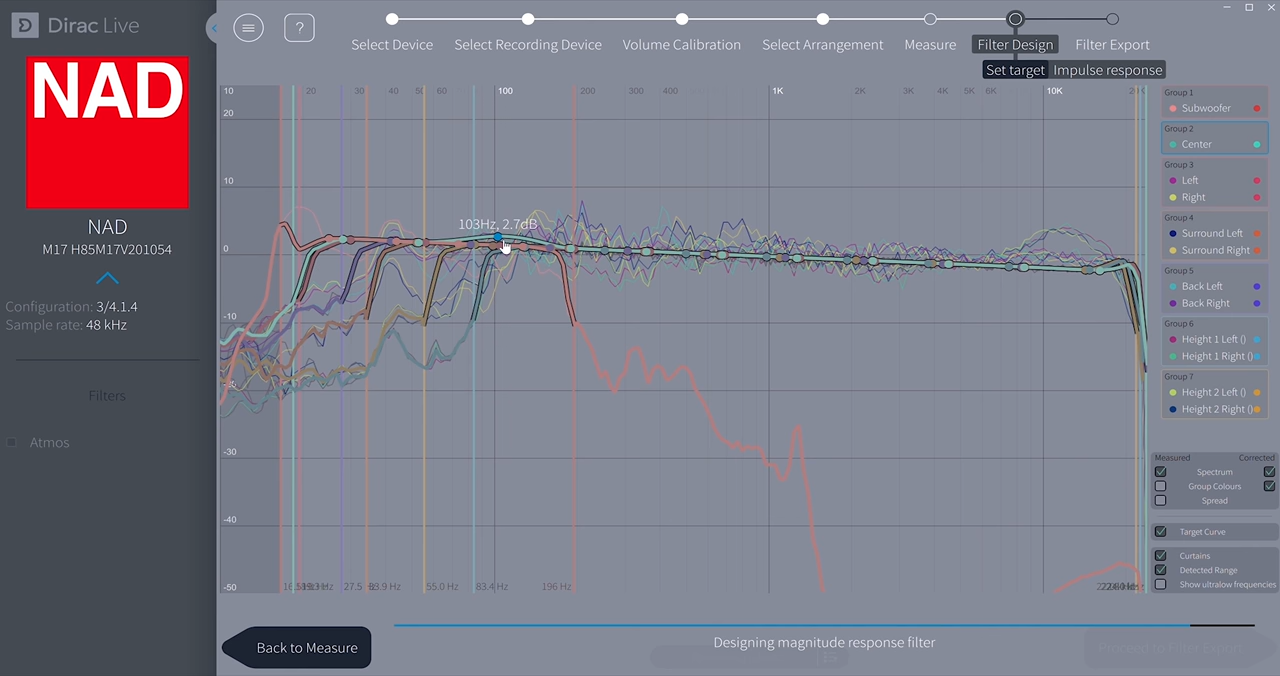 Dirac Live
?
Select Device
Select Recording Device
Volume Calibration
Select Arrangement
Measure
Filter Design
Filter Export
Set target
Impulse response
NAD
NAD
M17 H85M17V201054
Configuration: 3/4.1.4
Sample rate: 48 kHz
Filters
Atmos
10 20 30 40 50 60 100 200 300 400 1K 2K 3K 4K 5K 6K 10K
20
10
0
-10
-30
-40
-50
103Hz, 2.7dB
27.5
55.0 Hz
83.4 Hz
196 Hz
Group 1
Subwoofer
Group 2
Center
Group 3
Left
Right
Group 4
Surround Left
Surround Right
Group 5
Back Left
Back Right
Group 6
Height 1 Left ()
Height 1 Right ()
Group 7
Height 2 Left ()
Height 2 Right ()
Measured Corrected
Spectrum
Group Colours
Spread
Target Curve
Curtains
Detected Range
Show ultralow frequencies
Back to Measure
Designing magnitude response filter
Proceed to Filter Export